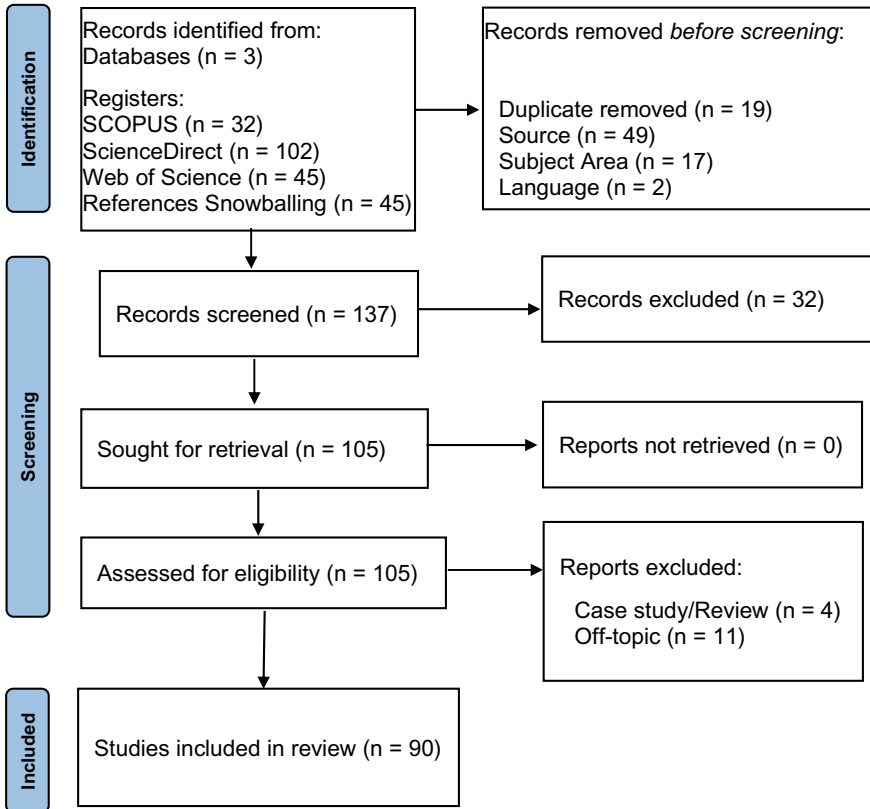 Identification
Records identified from:
Databases (n = 3)
Registers:
SCOPUS (n = 32)
ScienceDirect (n = 102)
Web of Science (n = 45)
References Snowballing (n = 45)
Records removed before screening:
Duplicate removed (n = 19)
Source (n = 49)
Subject Area (n = 17)
Language (n = 2)
Screening
Records screened (n = 137)
Records excluded (n = 32)
Sought for retrieval (n = 105)
Reports not retrieved (n = 0)
Assessed for eligibility (n = 105)
Reports excluded:
Case study/Review (n = 4)
Off-topic (n = 11)
Included
Studies included in review (n = 90)